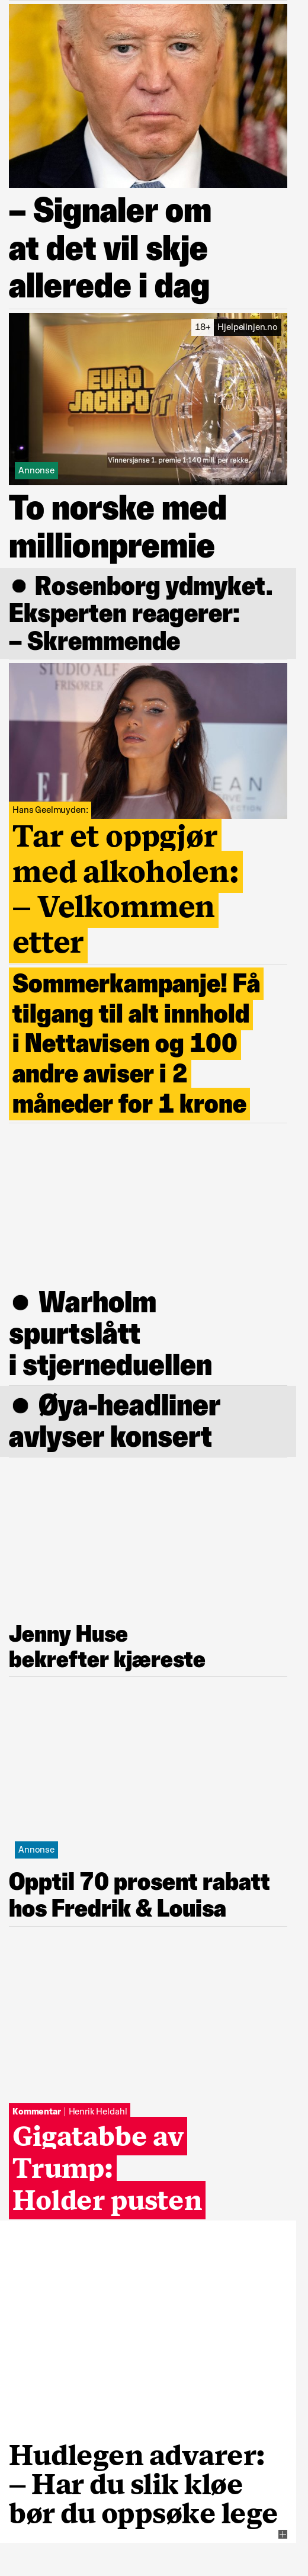 – Signaler om
at det vil skje
allerede i dag
18+ Hjelpelinjen.no
EURO
JACKPOT
Vinnersjanse 1. premie 1:140 mill. per rekke.
Annonse
To norske med
millionpremie
● Rosenborg ydmyket.
Eksperten reagerer:
– Skremmende
STUDIO ALF
FRISØRER
Hans Geelmuyden:
Tar et oppgjør
med alkoholen:
– Velkommen
etter
Sommerkampanje! Få
tilgang til alt innhold
i Nettavisen og 100
andre aviser i 2
måneder for 1 krone
● Warholm
spurtslått
i stjerneduellen
● Øya-headliner
avlyser konsert
Jenny Huse
bekrefter kjæreste
Annonse
Opptil 70 prosent rabatt
hos Fredrik & Louisa
Kommentar | Henrik Heldahl
Gigatabbe av
Trump:
Holder pusten
Hudlegen advarer:
– Har du slik kløe
bør du oppsøke lege